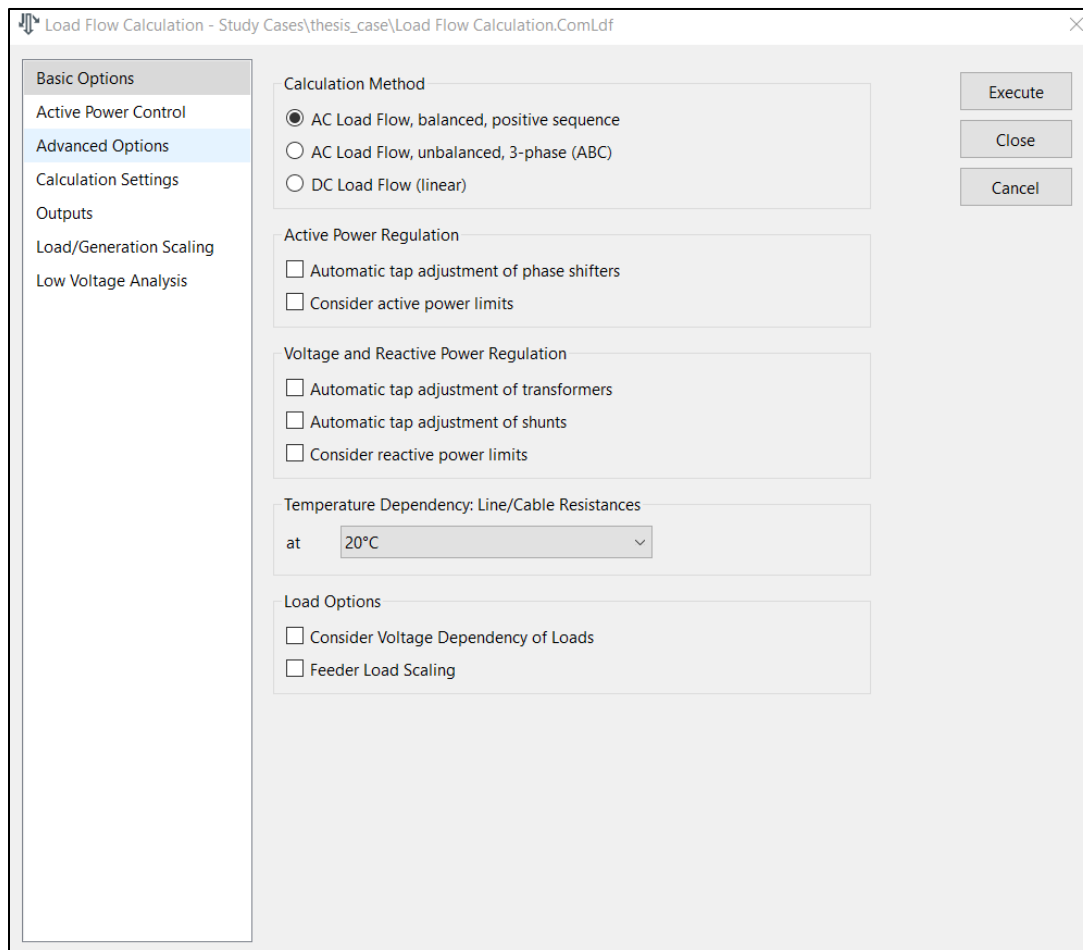 Load Flow Calculation - Study Cases\thesis_case\Load Flow Calculation.ComLdf
Basic Options
Active Power Control
Advanced Options
Calculation Settings
Outputs
Load/Generation Scaling
Low Voltage Analysis
Calculation Method
AC Load Flow, balanced, positive sequence
AC Load Flow, unbalanced, 3-phase (ABC)
DC Load Flow (linear)
Active Power Regulation
Automatic tap adjustment of phase shifters
Consider active power limits
Voltage and Reactive Power Regulation
Automatic tap adjustment of transformers
Automatic tap adjustment of shunts
Consider reactive power limits
Temperature Dependency: Line/Cable Resistances
at 20°C
Load Options
Consider Voltage Dependency of Loads
Feeder Load Scaling
Execute
Close
Cancel